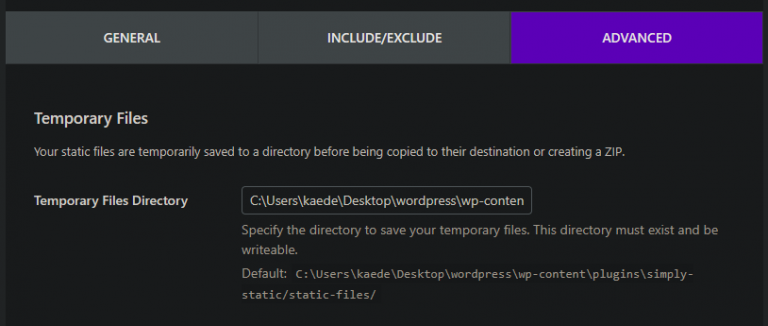 GENERAL
INCLUDE/EXCLUDE
ADVANCED
Temporary Files
Your static files are temporarily saved to a directory before being copied to their destination or creating a ZIP.
Temporary Files Directory
C:\Users\kaede\Desktop\wordpress\wp-conten
Specify the directory to save your temporary files. This directory must exist and be
writeable.
Default: C:\Users\kaede\Desktop\wordpress\wp-content\plugins\simply-
static/static-files/